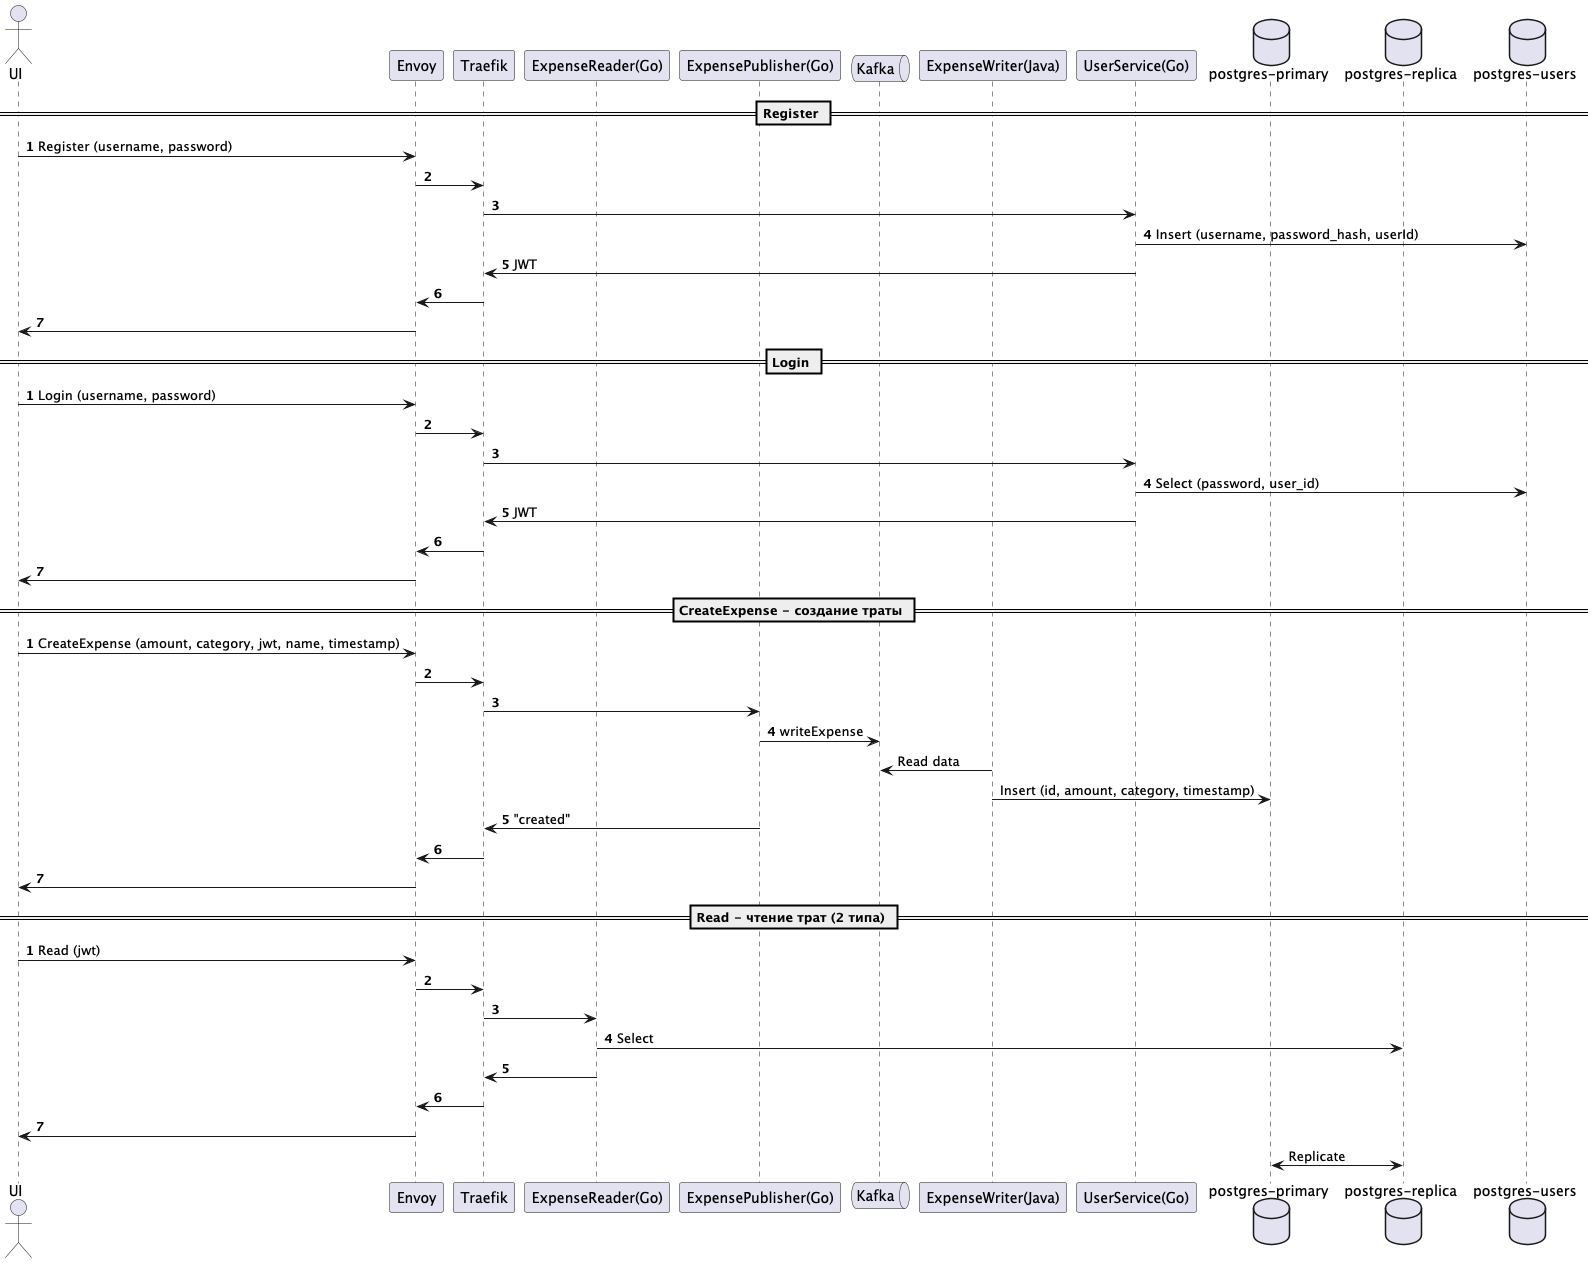 UI
Envoy
Traefik
ExpenseReader(Go)
ExpensePublisher(Go)
Kafka
ExpenseWriter(Java)
UserService(Go)
postgres-primary
postgres-replica
postgres-users
Register
1 Register (username, password)
2
3
4 Insert (username, password_hash, userId)
5 JWT
6
7
Login
1 Login (username, password)
2
3
4 Select (password, user_id)
5 JWT
6
7
CreateExpense - создание траты
1 CreateExpense (amount, category, jwt, name, timestamp)
2
3
4 writeExpense
Read data
Insert (id, amount, category, timestamp)
5 "created"
6
7
Read - чтение трат (2 типа)
1 Read (jwt)
2
3
4 Select
5
6
7
Replicate
UI
Envoy
Traefik
ExpenseReader(Go)
ExpensePublisher(Go)
Kafka
ExpenseWriter(Java)
UserService(Go)
postgres-primary
postgres-replica
postgres-users